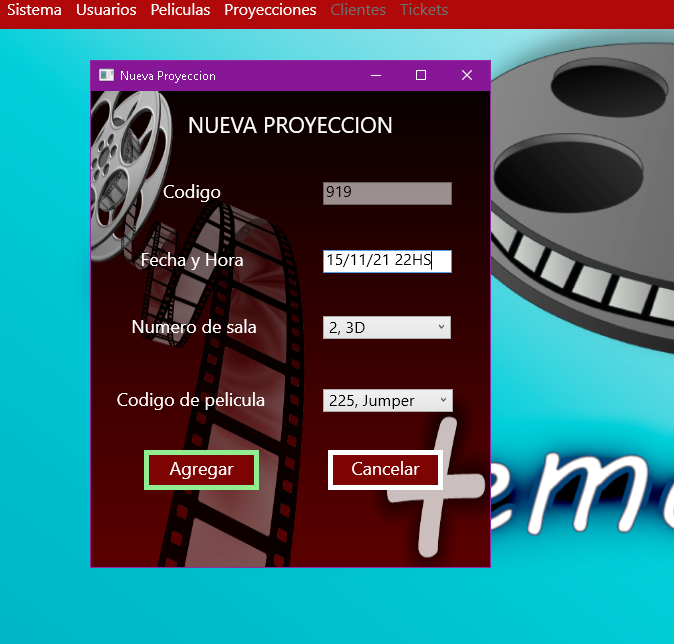 Sistema Usuarios Peliculas Proyecciones Clientes Tickets
Nueva Proyeccion
NUEVA PROYECCION
Codigo 919
Fecha y Hora 15/11/21 22HS
Numero de sala 2, 3D
Codigo de pelicula 225, Jumper
Agregar Cancelar